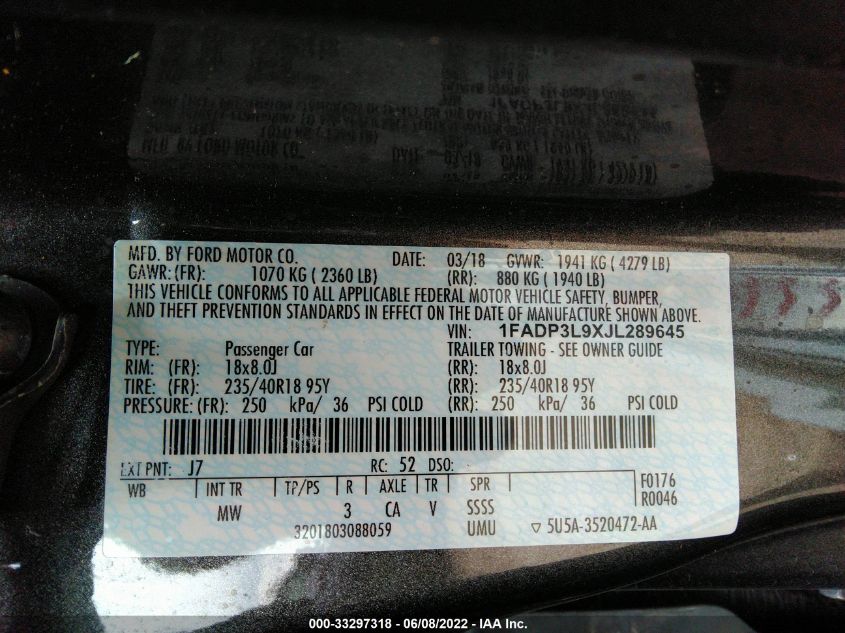 MFD. BY FORD MOTOR CO. DATE: 03/18 GVWR: 1941 KG ( 4279 LB)
GAWR: (FR): 1070 KG ( 2360 LB) (RR): 880 KG ( 1940 LB)
THIS VEHICLE CONFORMS TO ALL APPLICABLE FEDERAL MOTOR VEHICLE SAFETY, BUMPER,
AND THEFT PREVENTION STANDARDS IN EFFECT ON THE DATE OF MANUFACTURE SHOWN ABOVE.
VIN: 1FADP3L9XJL289645
TYPE: Passenger Car TRAILER TOWING - SEE OWNER GUIDE
RIM: (FR): 18x8.0J (RR): 18x8.0J
TIRE: (FR): 235/40R18 95Y (RR): 235/40R18 95Y
PRESSURE: (FR): 250 kPa/ 36 PSI COLD (RR): 250 kPa/ 36 PSI COLD
EXT PNT: J7 RC: 52 DSO:
WB INT TR TP/PS R AXLE TR SPR F0176
MW 3 CA V SSSS R0046
3201803088059 UMU ▽ 5U5A-3520472-AA
000-33297318 - 06/08/2022 - IAA Inc.